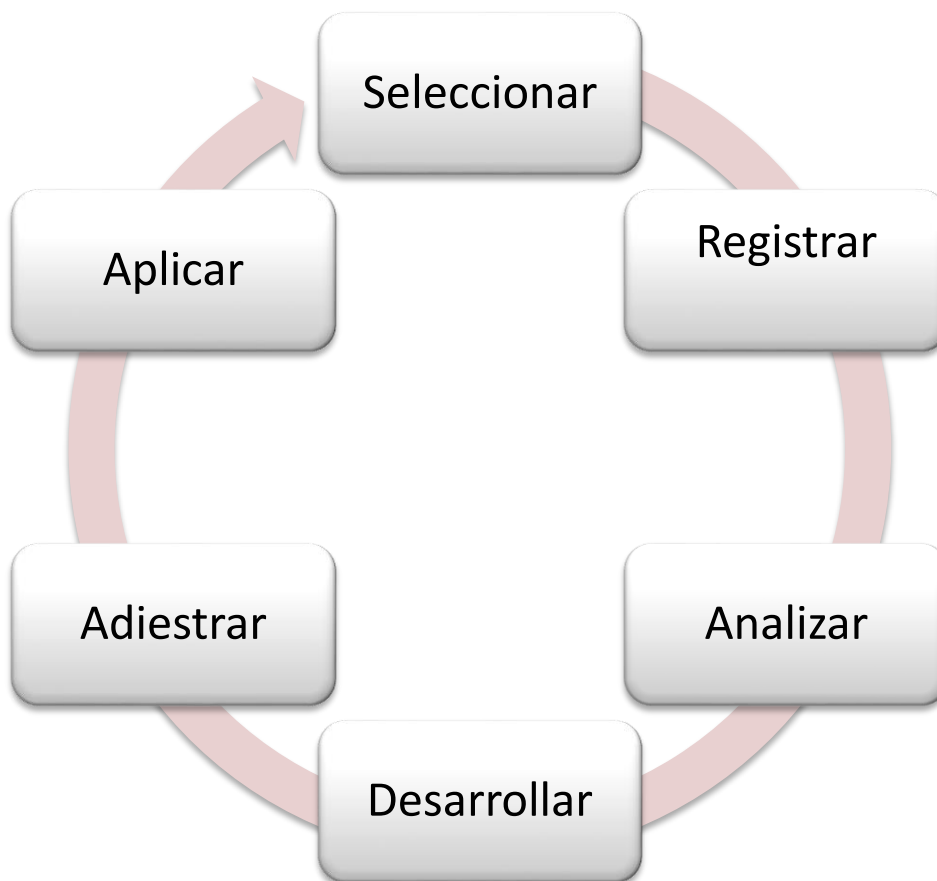 Seleccionar
Registrar
Analizar
Desarrollar
Adiestrar
Aplicar